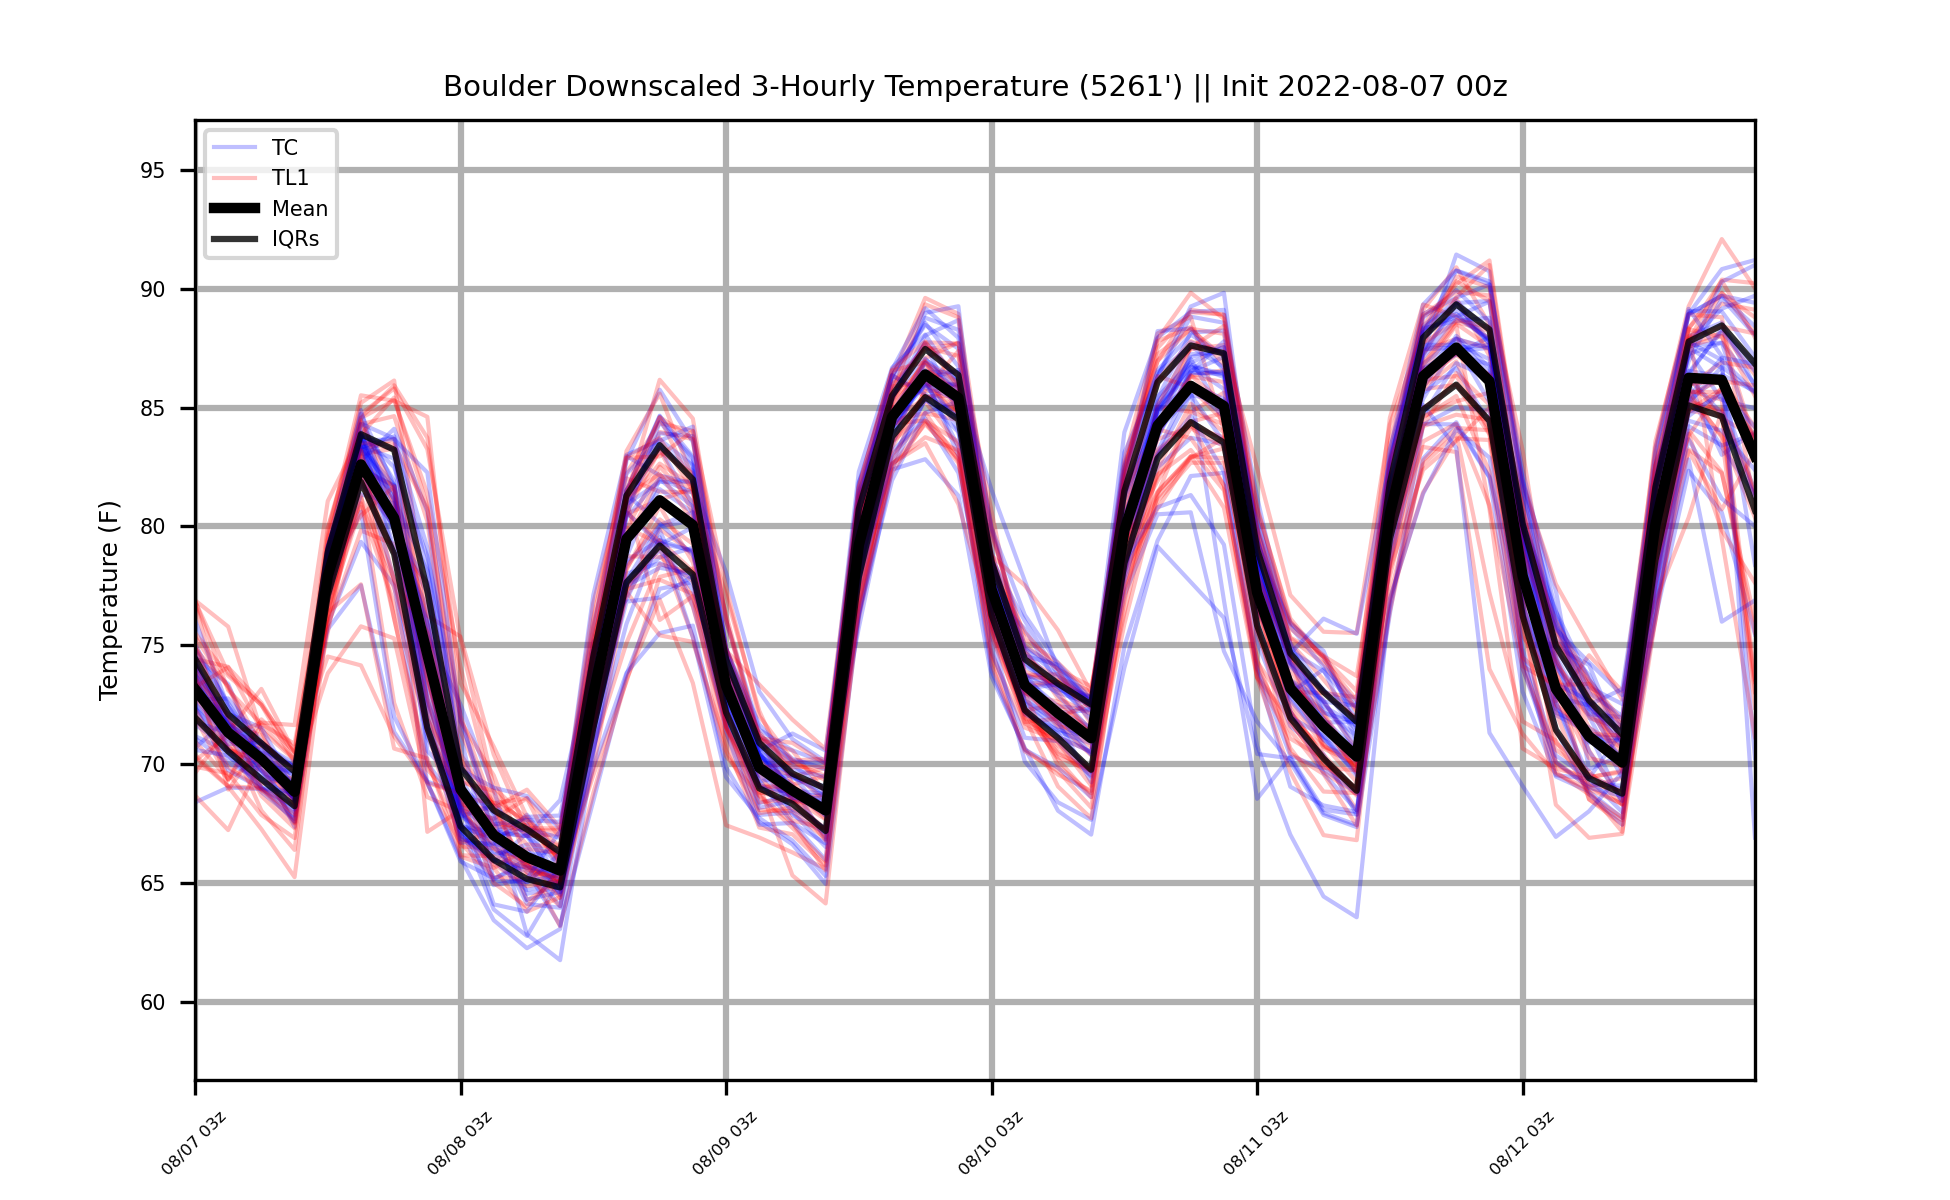 Boulder Downscaled 3-Hourly Temperature (5261') || Init 2022-08-07 00z
TC
TL1
Mean
IQRs
Temperature (F)
95
90
85
80
75
70
65
60
08/07 03z
08/08 03z
08/09 03z
08/10 03z
08/11 03z
08/12 03z